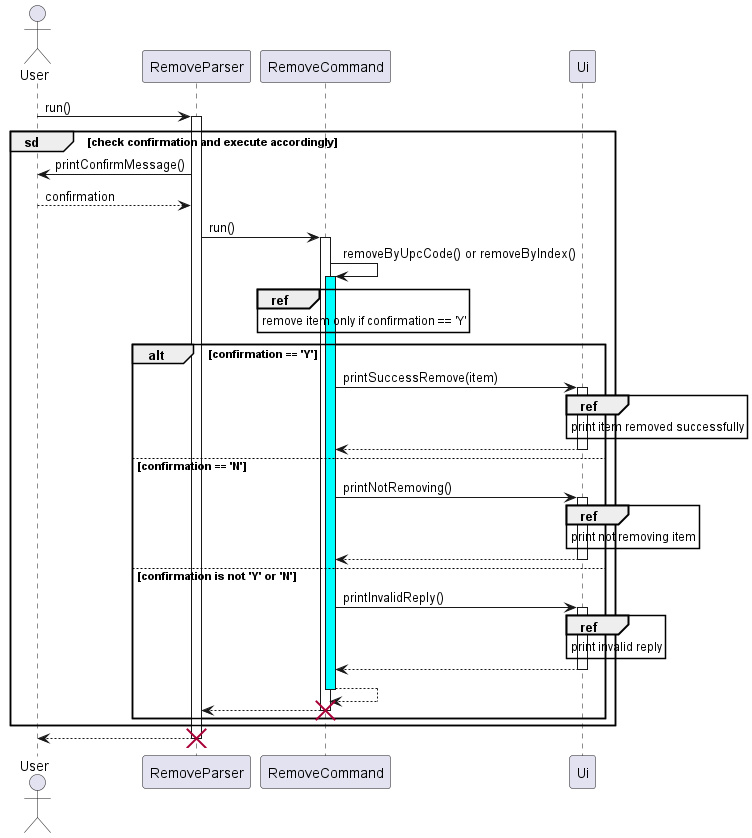 User
RemoveParser
RemoveCommand
Ui
run()
sd
[check confirmation and execute accordingly]
printConfirmMessage()
confirmation
run()
removeByUpcCode() or removeByIndex()
ref
remove item only if confirmation == 'Y'
alt
[confirmation == 'Y']
printSuccessRemove(item)
ref
print item removed successfully
[confirmation == 'N']
printNotRemoving()
ref
print not removing item
[confirmation is not 'Y' or 'N']
printInvalidReply()
ref
print invalid reply
User
RemoveParser
RemoveCommand
Ui